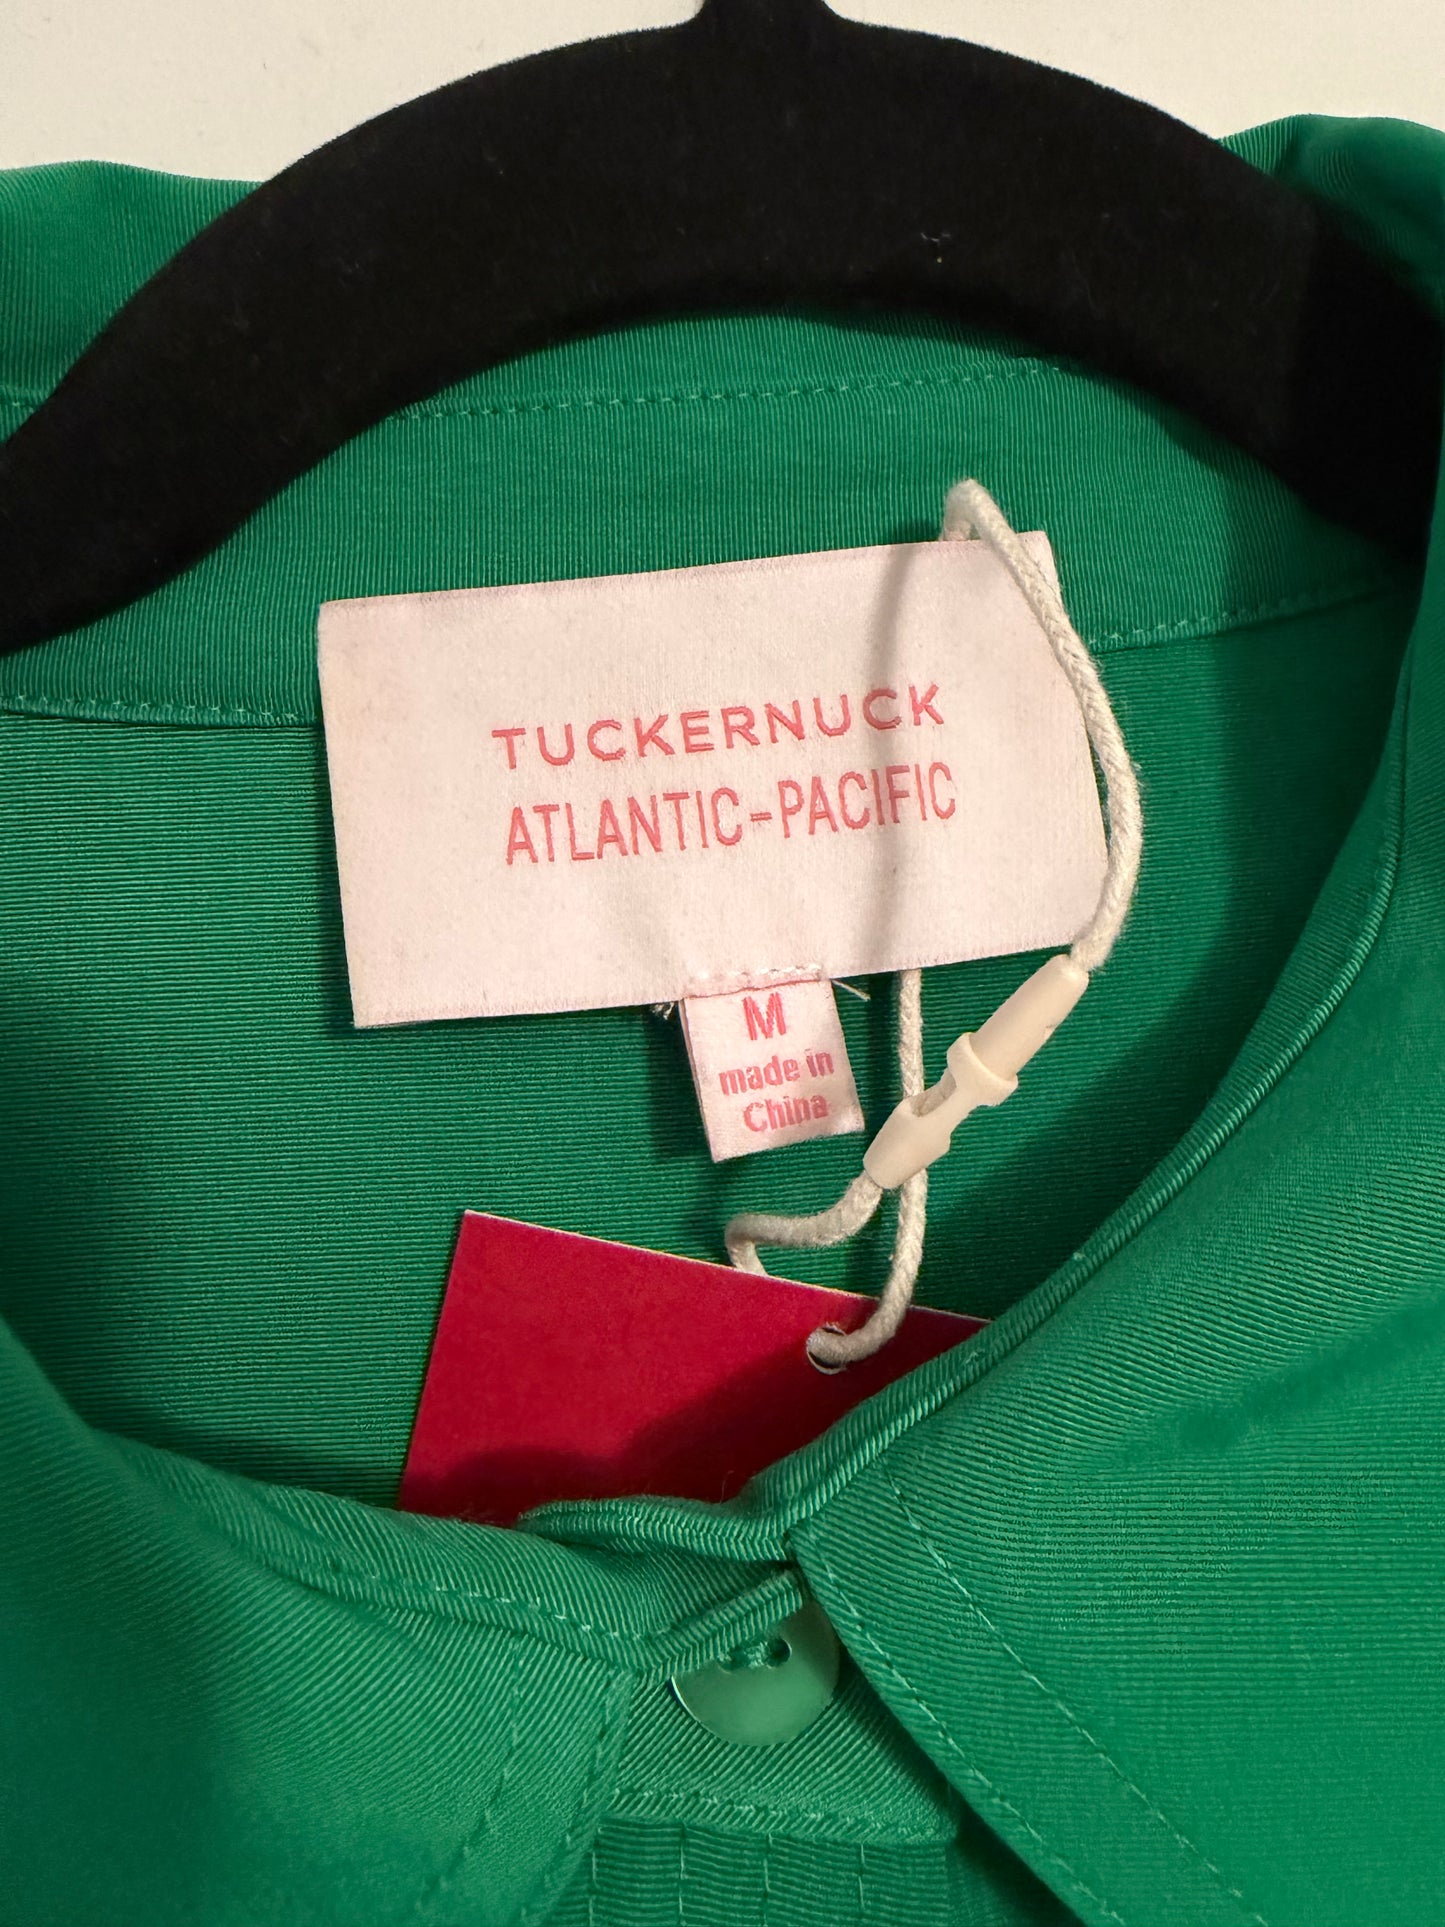 TUCKERNUCK
ATLANTIC-PACIFIC
M
made in
China